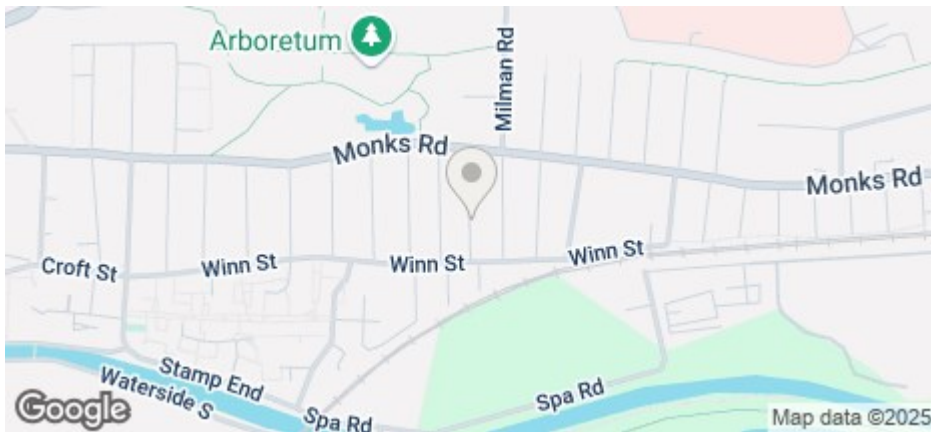 Arboretum
Milman Rd
Monks Rd
Monks Rd
Croft St
Winn St
Winn St
Winn St
Stamp End
Waterside S
Spa Rd
Spa Rd
Google
Map data ©2025